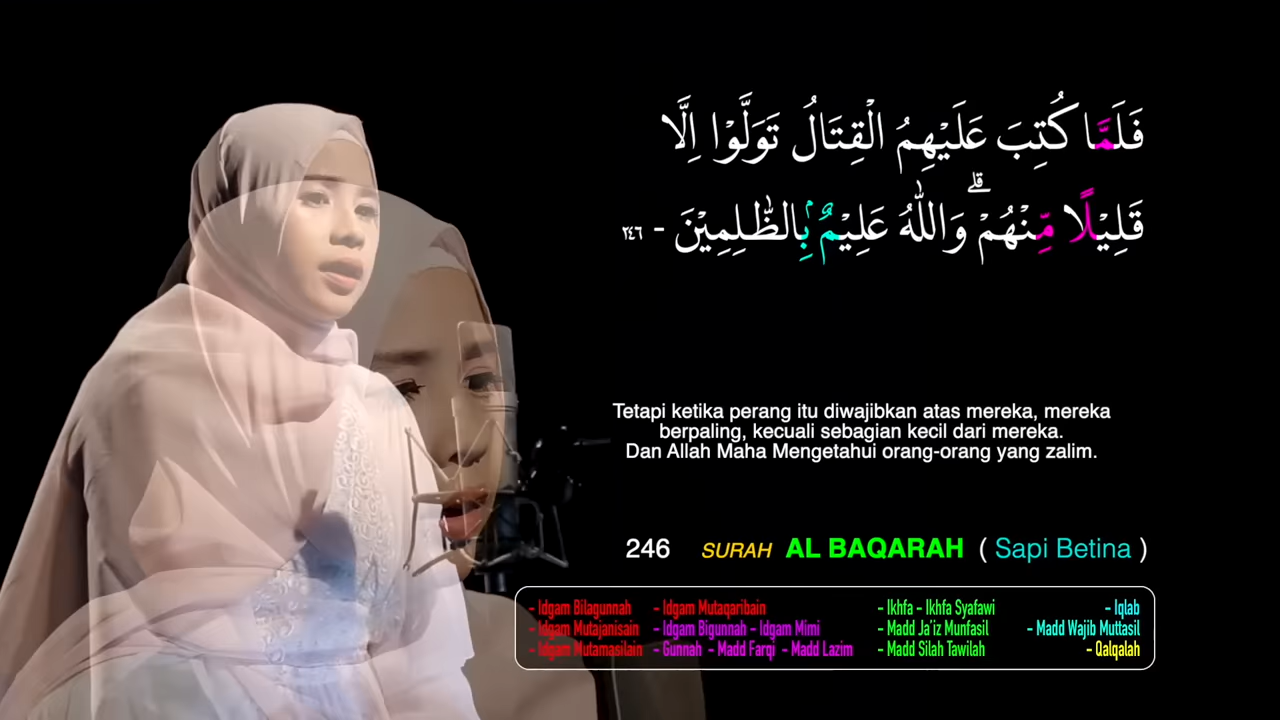 فَلَمَّا كُتِبَ عَلَيْهِمُ الْقِتَالُ تَوَلَّوْا اِلَّا
قَلِيْلًا مِّنْهُمْ ۗ وَاللّٰهُ عَلِيْمٌۢ بِالظّٰلِمِيْنَ - ٢٤٦
Tetapi ketika perang itu diwajibkan atas mereka, mereka
berpaling, kecuali sebagian kecil dari mereka.
Dan Allah Maha Mengetahui orang-orang yang zalim.
246 SURAH AL BAQARAH ( Sapi Betina )
- Idgam Bilagunnah - Idgam Mutaqaribain - Ikhfa - Ikhfa Syafawi - Iqlab
- Idgam Mutajanisain - Idgam Bigunnah - Idgam Mimi - Madd Ja'iz Munfasil - Madd Wajib Muttasil
- Idgam Mutamasilain - Gunnah - Madd Farqi - Madd Lazim - Madd Silah Tawilah - Qalqalah